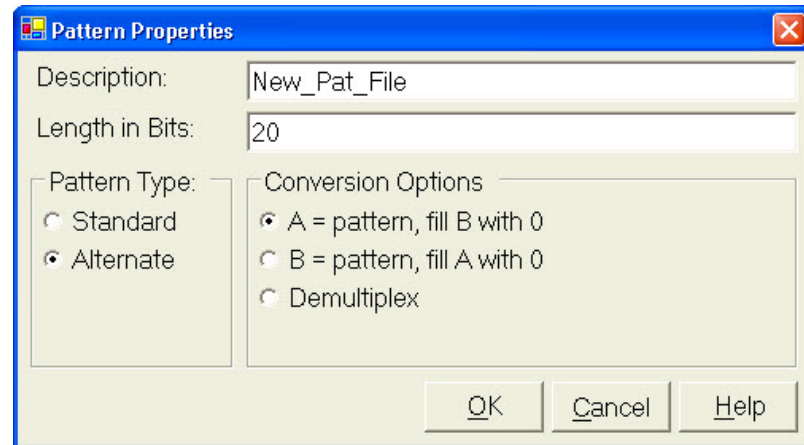 Pattern Properties
Description:
New_Pat_File
Length in Bits:
20
Pattern Type:
Standard
Alternate
Conversion Options
A = pattern, fill B with 0
B = pattern, fill A with 0
Demultiplex
OK
Cancel
Help